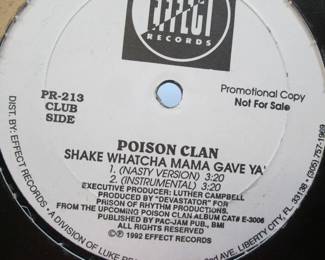 EFFECT
RECORDS
PR-213
CLUB
SIDE
Promotional Copy
Not For Sale
POISON CLAN
SHAKE WHATCHA MAMA GAVE YA'
1. (NASTY VERSION) 3:20
2. (INSTRUMENTAL) 3:20
EXECUTIVE PRODUCER: LUTHER CAMPBELL
PRODUCED BY "DEVASTATOR" FOR
PRISON OF RHYTHM PRODUCTIONS.
FROM THE UPCOMING POISON CLAN ALBUM CAT# E-3006
PUBLISHED BY PAC-JAM PUB., BMI
ALL RIGHTS RESERVED
℗ © 1992 EFFECT RECORDS
DIST. BY: EFFECT RECORDS • A DIVISION OF LUKE AVE. LIBERTY CITY, FL. 33138 • (305) 757-1969